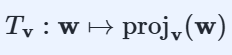 T_v : w ↦ proj_v(w)